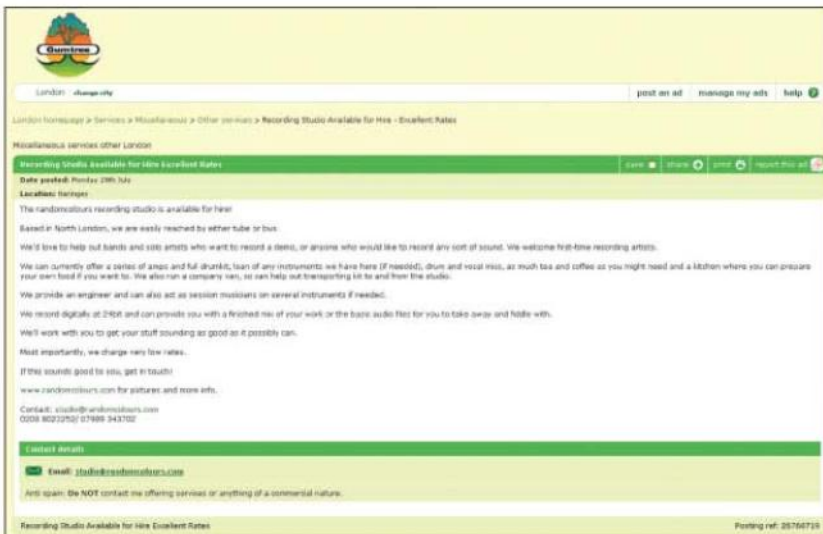 Gumtree
London change city post an ad manage my ads help ?
London homepage > Services > Miscellaneous > Other services > Recording Studio Available for Hire - Excellent Rates
Miscellaneous services other London
Recording Studio Available for Hire Excellent Rates save share print report this ad
Date posted: Monday 28th July
Location: Haringey
The randomcolours recording studio is available for hire!
Based in North London, we are easily reached by either tube or bus.
We'd love to help out bands and solo artists who want to record a demo, or anyone who would like to record any sort of sound. We welcome first-time recording artists.
We can currently offer a series of amps and full drumkit, loan of any instruments we have here (if needed), drum and vocal mics, as much tea and coffee as you might need and a kitchen where you can prepare
your own food if you want to. We also run a company van, so can help out transporting kit to and from the studio.
We provide an engineer and can also act as session musicians on several instruments if needed.
We record digitally at 24bit and can provide you with a finished mix of your work or the basic audio files for you to take away and fiddle with.
We'll work with you to get your stuff sounding as good as it possibly can.
Most importantly, we charge very low rates.
If this sounds good to you, get in touch!
www.randomcolours.com for pictures and more info.
Contact: studio@randomcolours.com
0208 8022252/ 07989 343702
Contact details
Email: studio@randomcolours.com
Anti spam: Do NOT contact me offering services or anything of a commercial nature.
Recording Studio Available for Hire Excellent Rates Posting ref: 25766719